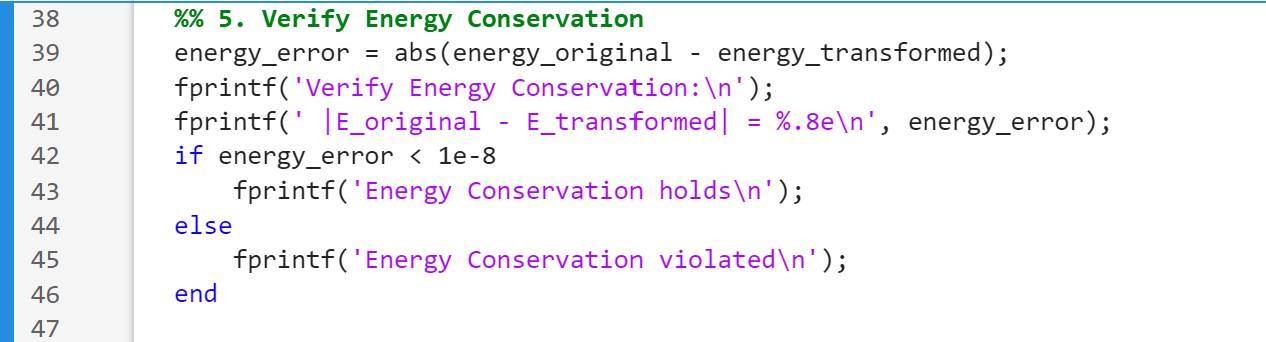 38 %% 5. Verify Energy Conservation
39 energy_error = abs(energy_original - energy_transformed);
40 fprintf('Verify Energy Conservation:\n');
41 fprintf(' |E_original - E_transformed| = %.8e\n', energy_error);
42 if energy_error < 1e-8
43 fprintf('Energy Conservation holds\n');
44 else
45 fprintf('Energy Conservation violated\n');
46 end
47